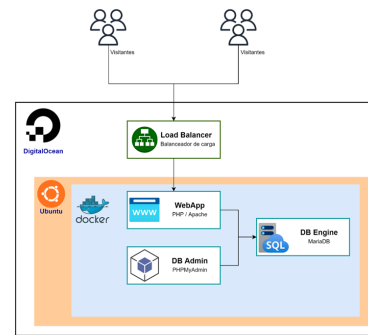 Visitantes
Visitantes
DigitalOcean
Load Balancer
Balanceador de carga
Ubuntu
docker
WWW
WebApp
PHP / Apache
DB Admin
PHPMyAdmin
SQL
DB Engine
MariaDB